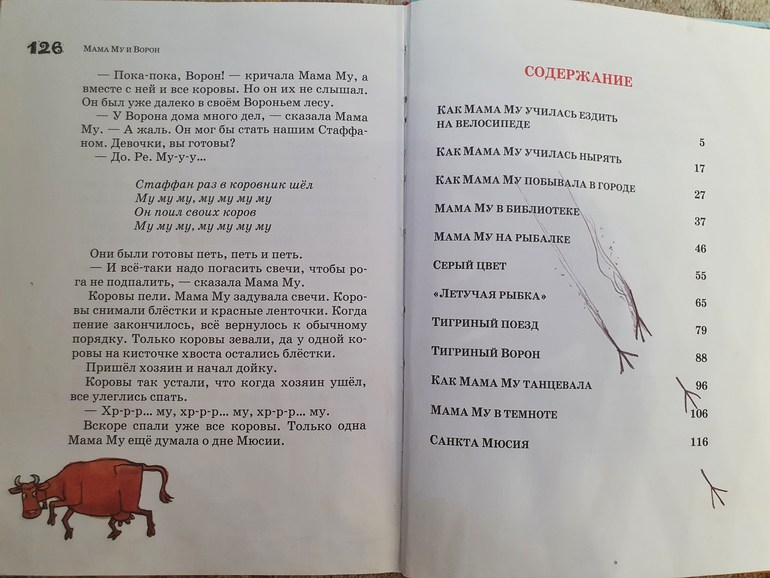 126 Мама Му и Ворон
— Пока-пока, Ворон! — кричала Мама Му, а
вместе с ней и все коровы. Но он их не слышал.
Он был уже далеко в своём Вороньем лесу.
— У Ворона дома много дел, — сказала Мама
Му. — А жаль. Он мог бы стать нашим Стаффа-
ном. Девочки, вы готовы?
— До. Ре. Му-у-у...
Стаффан раз в коровник шёл
Му му му, му му му му
Он поил своих коров
Му му му, му му му му
Они были готовы петь, петь и петь.
— И всё-таки надо погасить свечи, чтобы ро-
га не подпалить, — сказала Мама Му.
Коровы пели. Мама Му задувала свечи. Коро-
вы снимали блёстки и красные ленточки. Когда
пение закончилось, всё вернулось к обычному
порядку. Только коровы зевали, да у одной ко-
ровы на кисточке хвоста остались блёстки.
Пришёл хозяин и начал дойку.
Коровы так устали, что когда хозяин ушёл,
все улеглись спать.
— Хр-р-р... му, хр-р-р... му, хр-р-р... му.
Вскоре спали уже все коровы. Только одна
Мама Му ещё думала о дне Мюсии.
СОДЕРЖАНИЕ
Как Мама Му училась ездить
на велосипеде 5
Как Мама Му училась нырять 17
Как Мама Му побывала в городе 27
Мама Му в библиотеке 37
Мама Му на рыбалке 46
Серый цвет 55
«Летучая рыбка» 65
Тигриный поезд 79
Тигриный Ворон 88
Как Мама Му танцевала 96
Мама Му в темноте 106
Санкта Мюсия 116